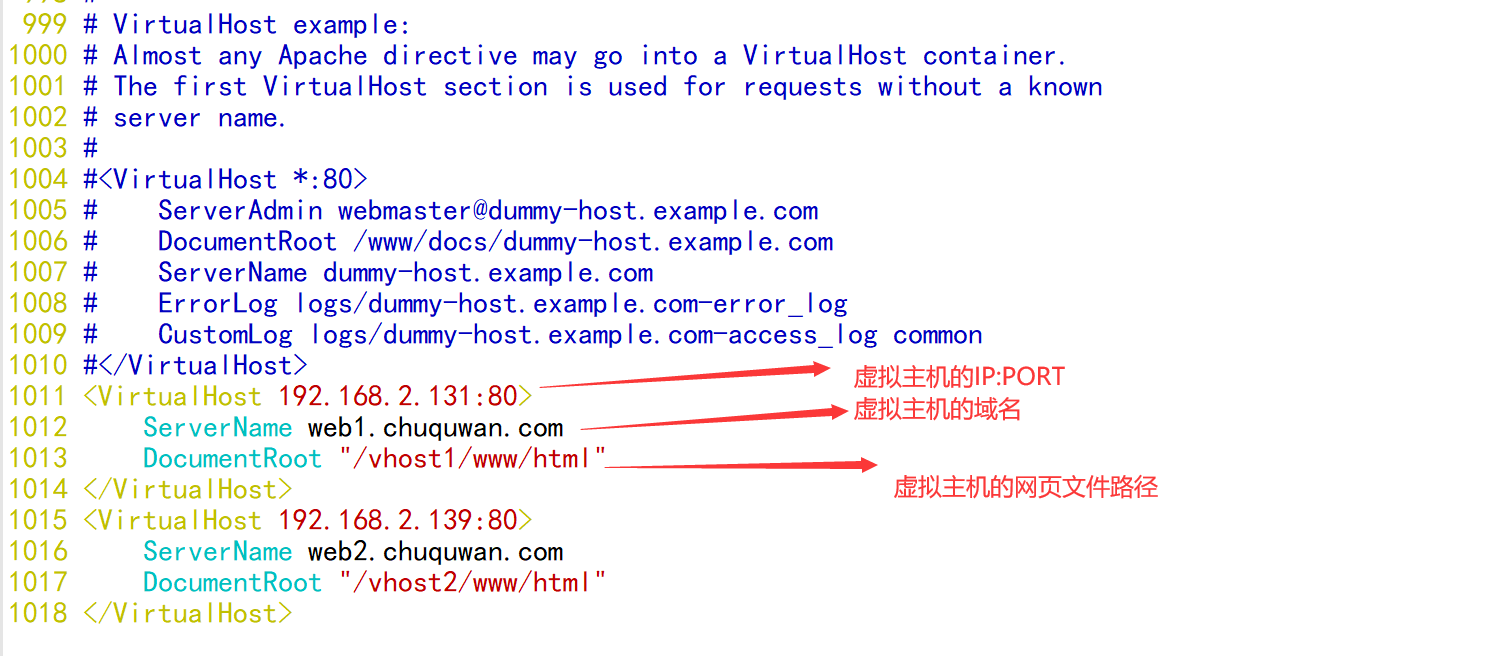 998 #
999 # VirtualHost example:
1000 # Almost any Apache directive may go into a VirtualHost container.
1001 # The first VirtualHost section is used for requests without a known
1002 # server name.
1003 #
1004 #<VirtualHost *:80>
1005 #    ServerAdmin webmaster@dummy-host.example.com
1006 #    DocumentRoot /www/docs/dummy-host.example.com
1007 #    ServerName dummy-host.example.com
1008 #    ErrorLog logs/dummy-host.example.com-error_log
1009 #    CustomLog logs/dummy-host.example.com-access_log common
1010 #</VirtualHost>
1011 <VirtualHost 192.168.2.131:80> 虚拟主机的IP:PORT
1012     ServerName web1.chuquwan.com 虚拟主机的域名
1013     DocumentRoot "/vhost1/www/html" 虚拟主机的网页文件路径
1014 </VirtualHost>
1015 <VirtualHost 192.168.2.139:80>
1016     ServerName web2.chuquwan.com
1017     DocumentRoot "/vhost2/www/html"
1018 </VirtualHost>